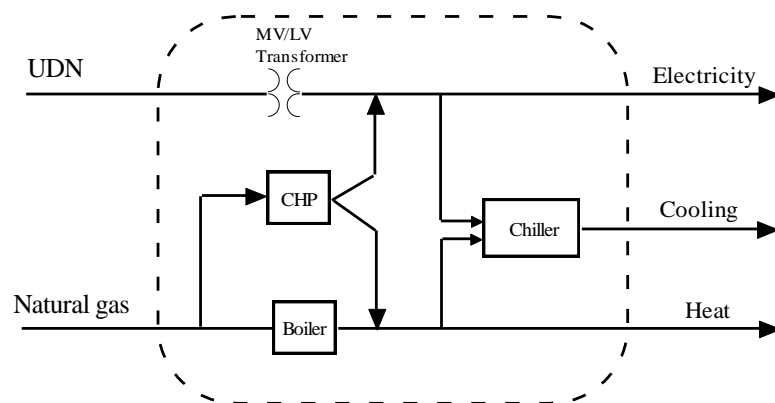 MV/LV
Transformer
UDN
Electricity
CHP
Cooling
Chiller
Natural gas
Boiler
Heat